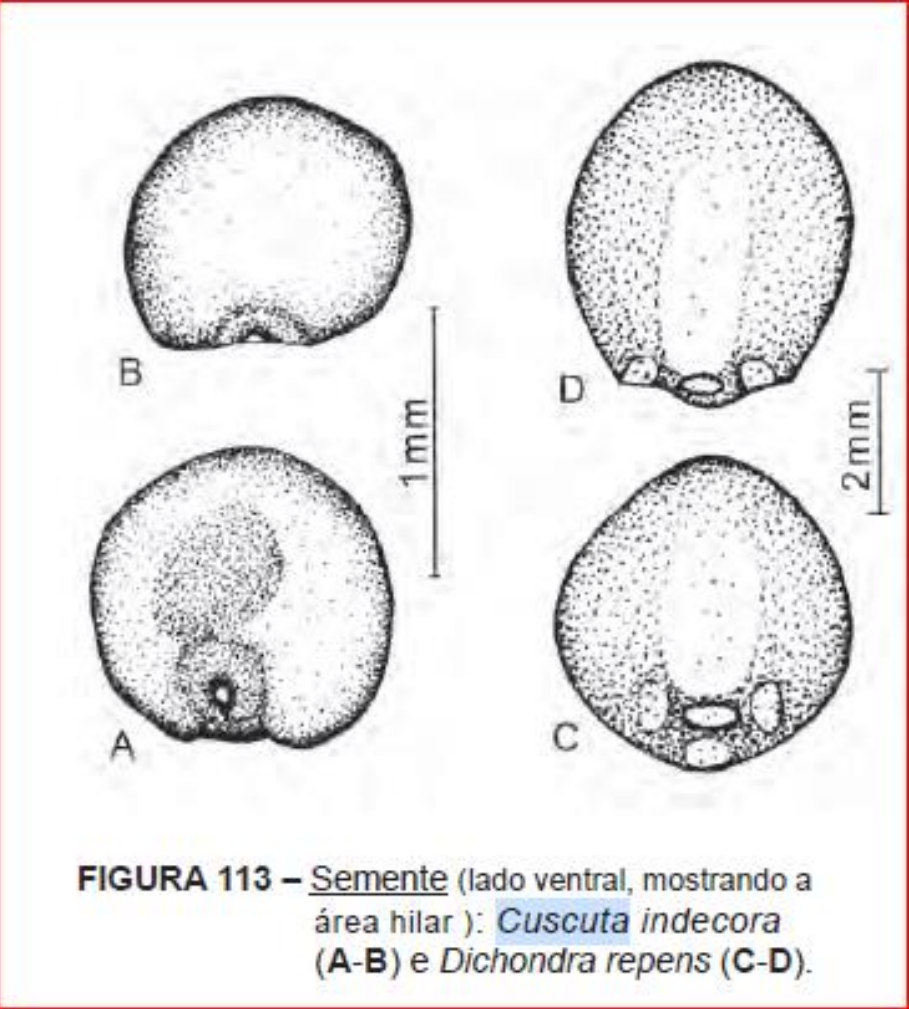 B
D
1mm
2mm
A
C
FIGURA 113 – Semente (lado ventral, mostrando a
área hilar ): Cuscuta indecora
(A-B) e Dichondra repens (C-D).